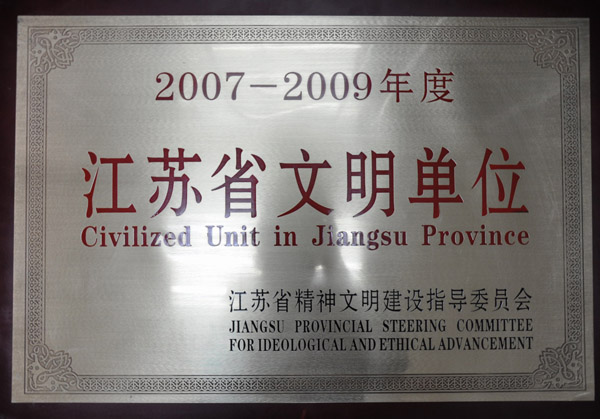 2007－2009年度
江苏省文明单位
Civilized Unit in Jiangsu Province
江苏省精神文明建设指导委员会
JIANGSU PROVINCIAL STEERING COMMITTEE
FOR IDEOLOGICAL AND ETHICAL ADVANCEMENT